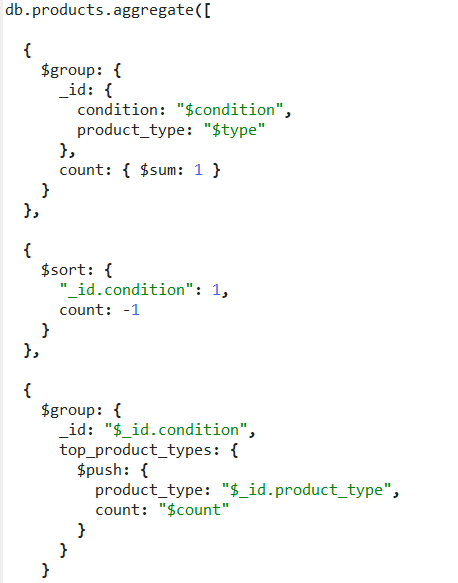 db.products.aggregate([
{
$group: {
_id: {
condition: "$condition",
product_type: "$type"
},
count: { $sum: 1 }
}
},
{
$sort: {
"_id.condition": 1,
count: -1
}
},
{
$group: {
_id: "$_id.condition",
top_product_types: {
$push: {
product_type: "$_id.product_type",
count: "$count"
}
}
}